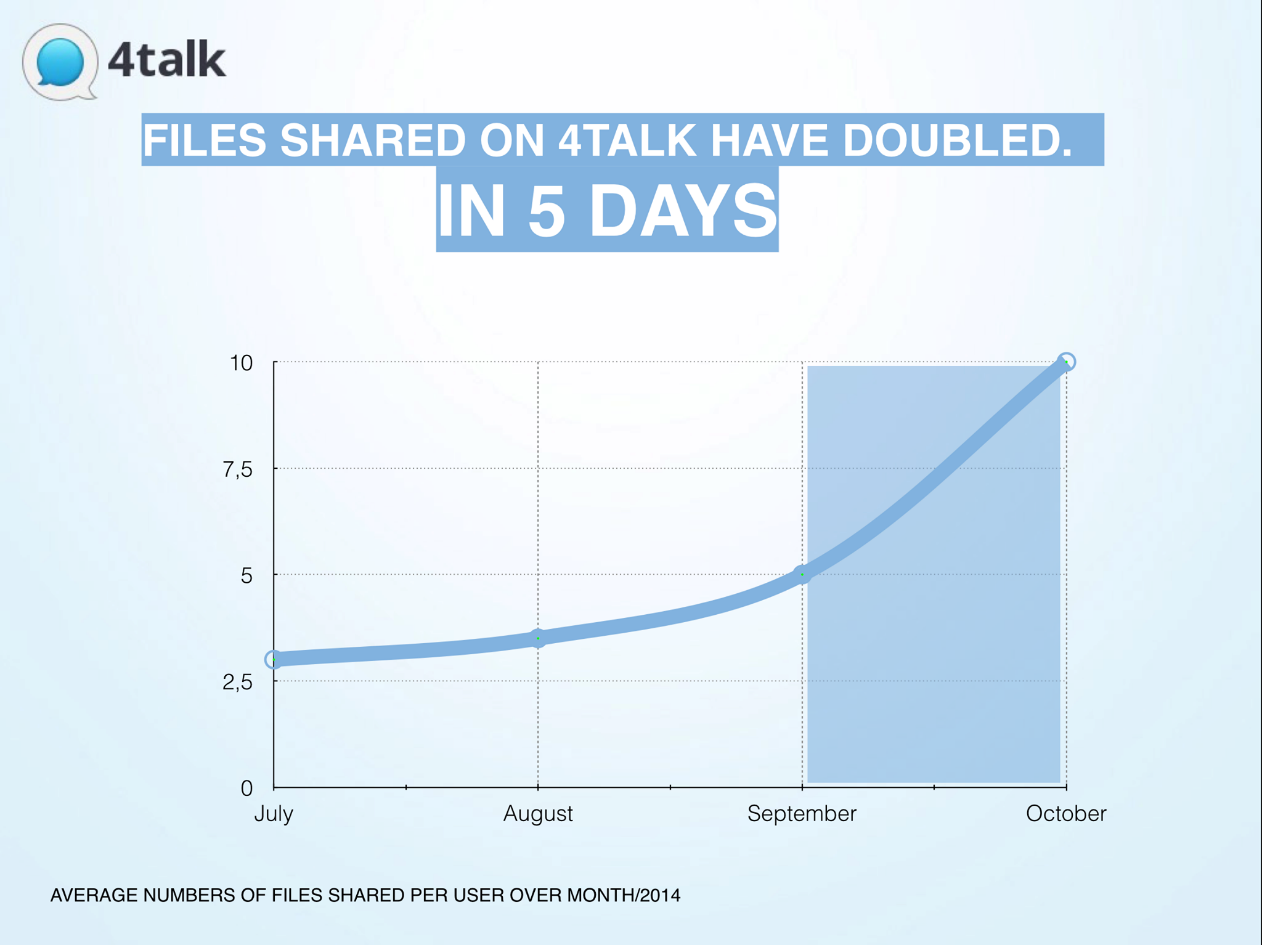 4talk
FILES SHARED ON 4TALK HAVE DOUBLED.
IN 5 DAYS
10
7,5
5
2,5
0
July August September October
AVERAGE NUMBERS OF FILES SHARED PER USER OVER MONTH/2014